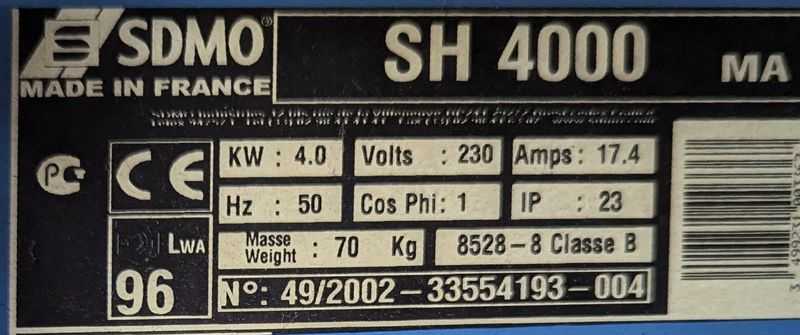 SDMO®
SH 4000 MA
MADE IN FRANCE
CE
KW : 4.0 Volts : 230 Amps : 17.4
Hz : 50 Cos Phi : 1 IP : 23
LWA
96
Masse
Weight : 70 Kg 8528-8 Classe B
N°: 49/2002-33554193-004